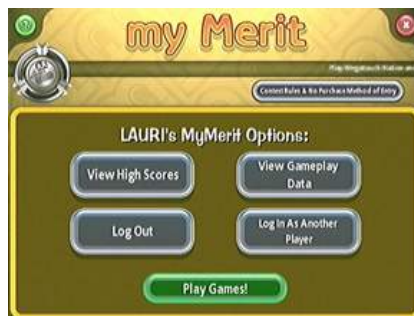 my Merit
Contest Rules & No Purchase Method of Entry
LAURI's MyMerit Options:
View High Scores
View Gameplay
Data
Log Out
Log In As Another
Player
Play Games!